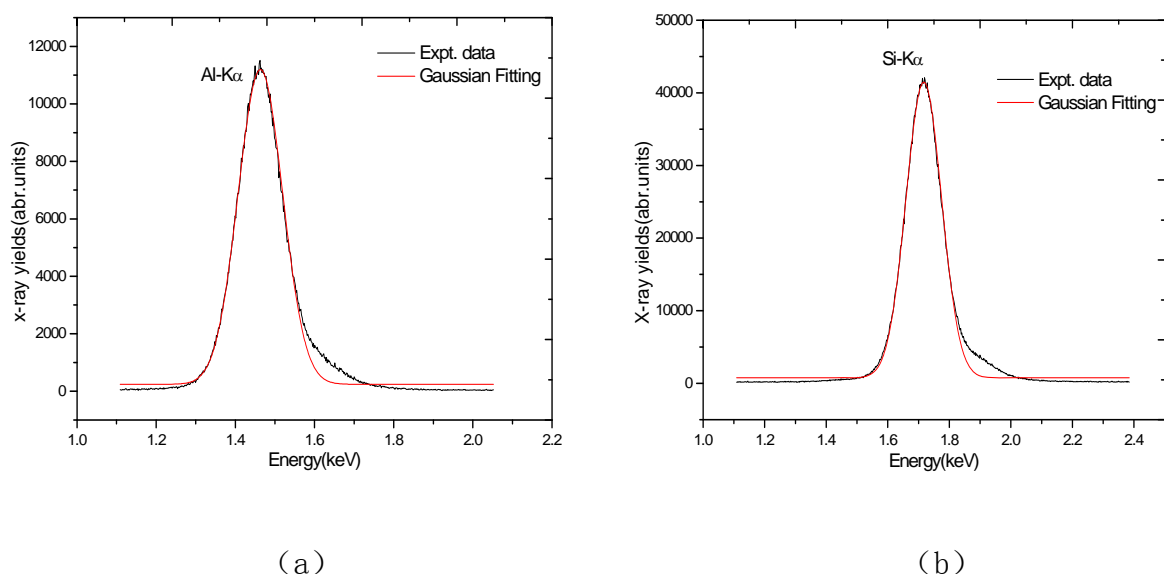 12000
10000
8000
6000
4000
2000
0
x-ray yields(abr.units)
Al-Kα
Expt. data
Gaussian Fitting
1.0 1.2 1.4 1.6 1.8 2.0 2.2
Energy(keV)
(a)
50000
40000
30000
20000
10000
0
X-ray yields(abr.units)
Si-Kα
Expt. data
Gaussian Fitting
1.0 1.2 1.4 1.6 1.8 2.0 2.2 2.4
Energy(keV)
(b)